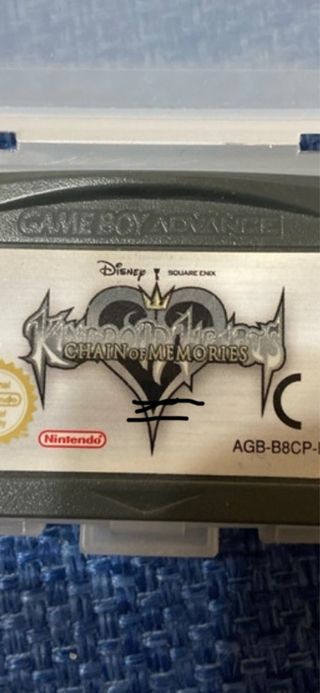 GAME BOY ADVANCE
Disney SQUARE ENIX
KINGDOM HEARTS
CHAIN OF MEMORIES
Nintendo
AGB-B8CP-